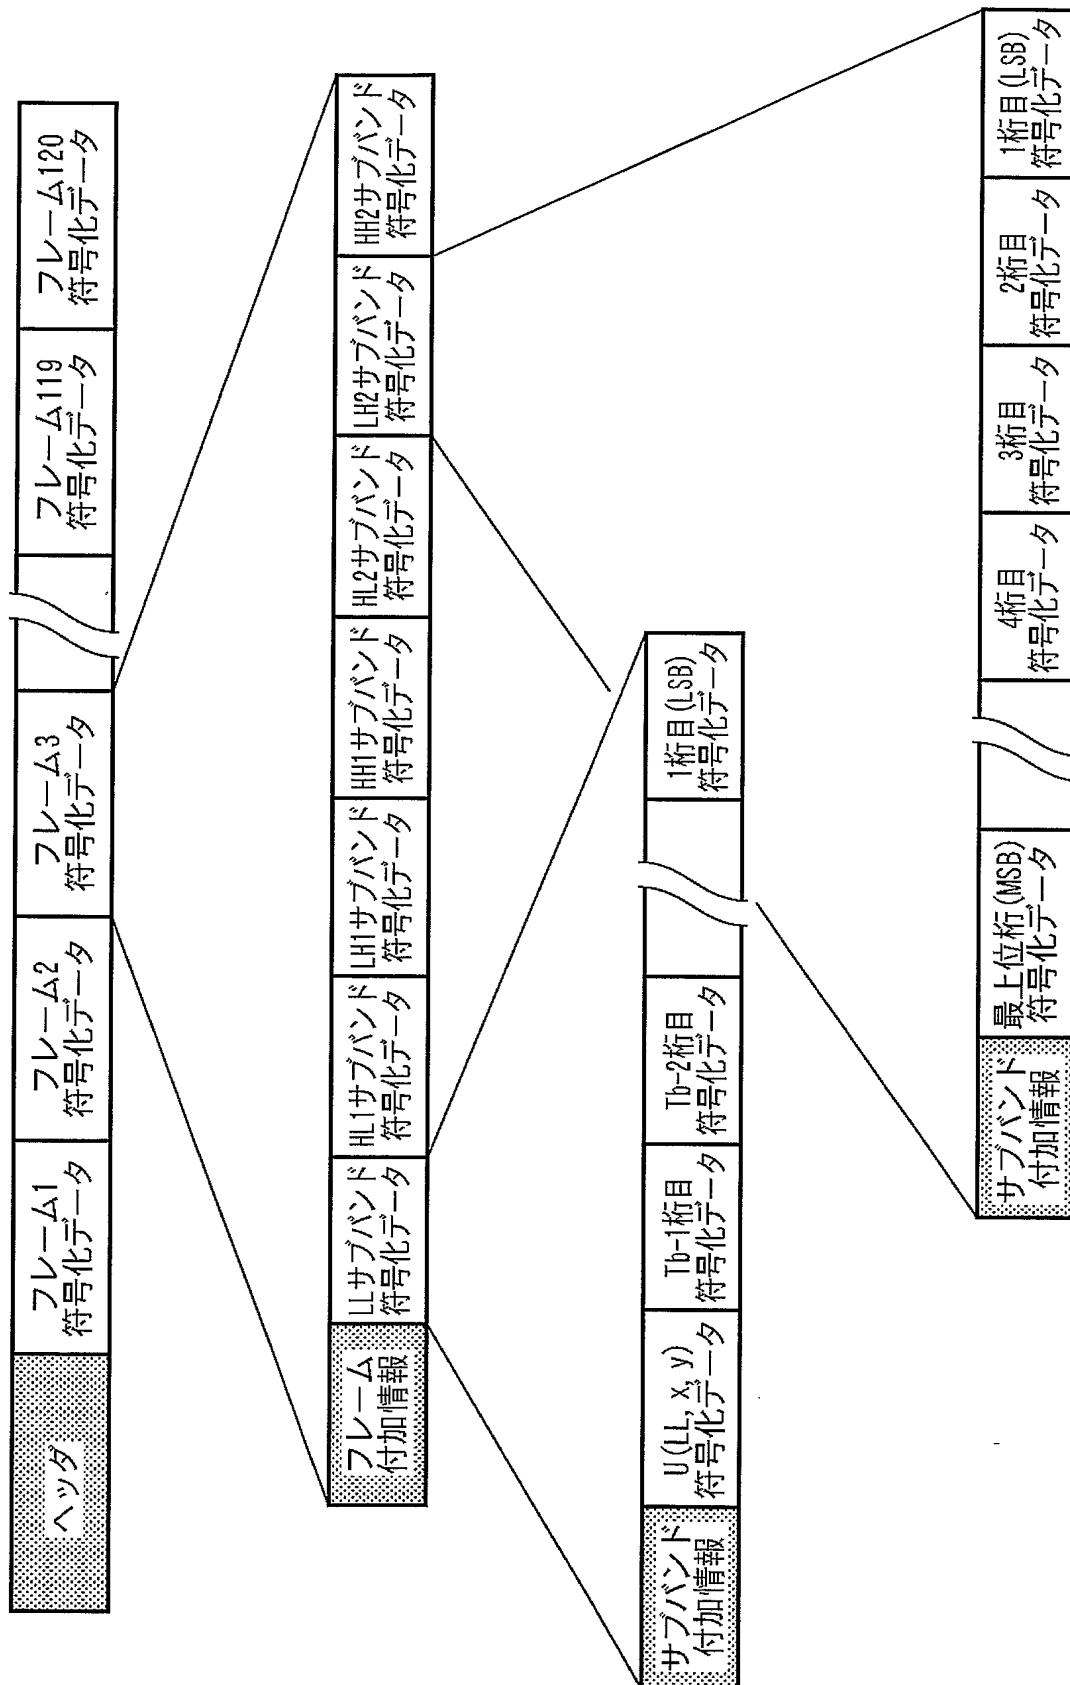 ヘッダ
フレーム1
符号化データ
フレーム2
符号化データ
フレーム3
符号化データ
フレーム119
符号化データ
フレーム120
符号化データ
フレーム
付加情報
LLサブバンド
符号化データ
HL1サブバンド
符号化データ
LH1サブバンド
符号化データ
HH1サブバンド
符号化データ
HL2サブバンド
符号化データ
LH2サブバンド
符号化データ
HH2サブバンド
符号化データ
サブバンド
付加情報
U(LL, x, y)
符号化データ
Tb-1桁目
符号化データ
Tb-2桁目
符号化データ
1桁目(LSB)
符号化データ
サブバンド
付加情報
最上位桁(MSB)
符号化データ
4桁目
符号化データ
3桁目
符号化データ
2桁目
符号化データ
1桁目(LSB)
符号化データ